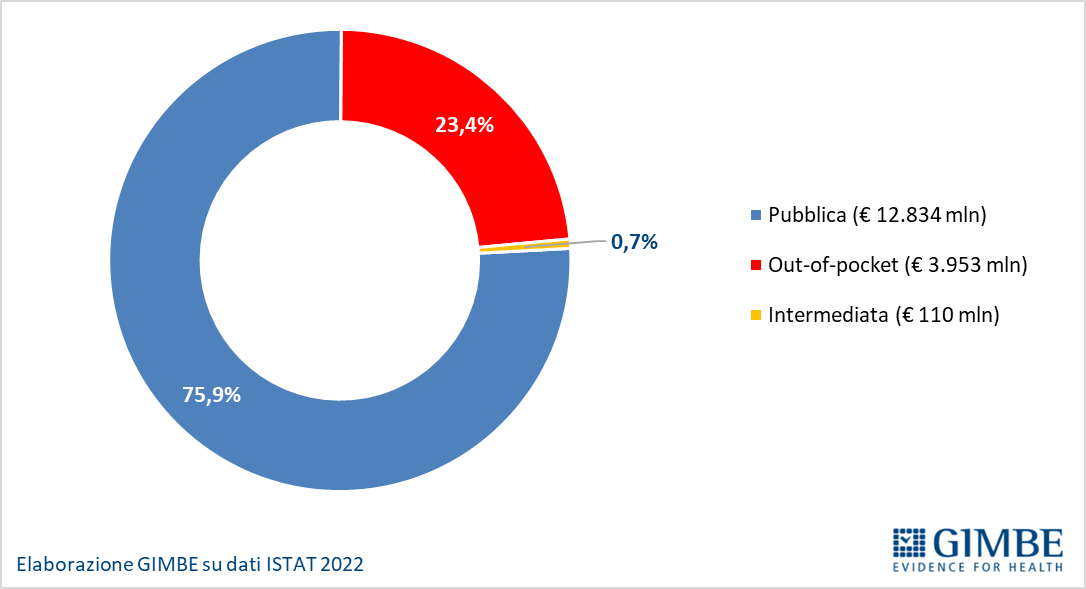 23,4%
0,7%
75,9%
Pubblica (€ 12.834 mln)
Out-of-pocket (€ 3.953 mln)
Intermediata (€ 110 mln)
Elaborazione GIMBE su dati ISTAT 2022
GIMBE
EVIDENCE FOR HEALTH